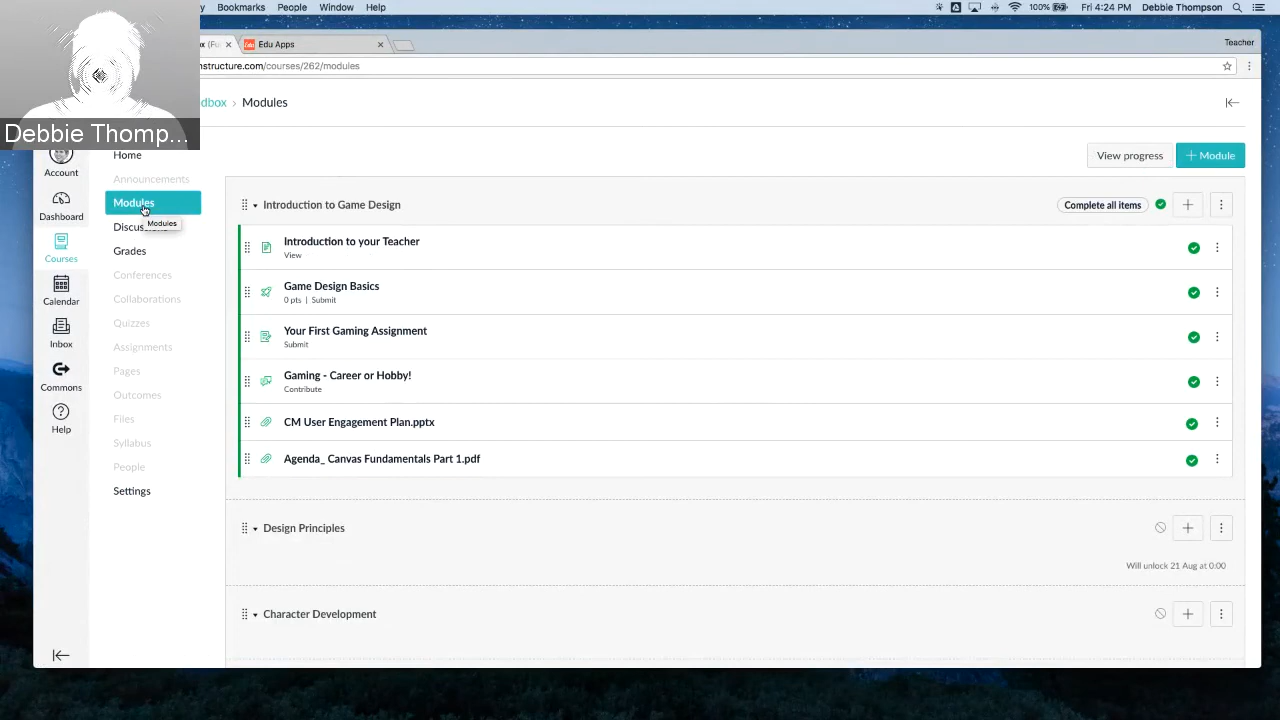 Bookmarks People Window Help
100% Fri 4:24 PM Debbie Thompson
Edu Apps
Teacher
nstructure.com/courses/262/modules
Debbie Thomp...
dbox › Modules
View progress
+ Module
Account
Dashboard
Courses
Calendar
Inbox
Commons
Help
Home
Announcements
Modules
Modules
Grades
Conferences
Collaborations
Quizzes
Assignments
Pages
Outcomes
Files
Syllabus
People
Settings
Introduction to Game Design
Complete all items
Introduction to your Teacher
View
Game Design Basics
0 pts | Submit
Your First Gaming Assignment
Submit
Gaming - Career or Hobby!
Contribute
CM User Engagement Plan.pptx
Agenda_ Canvas Fundamentals Part 1.pdf
Design Principles
Will unlock 21 Aug at 0:00
Character Development